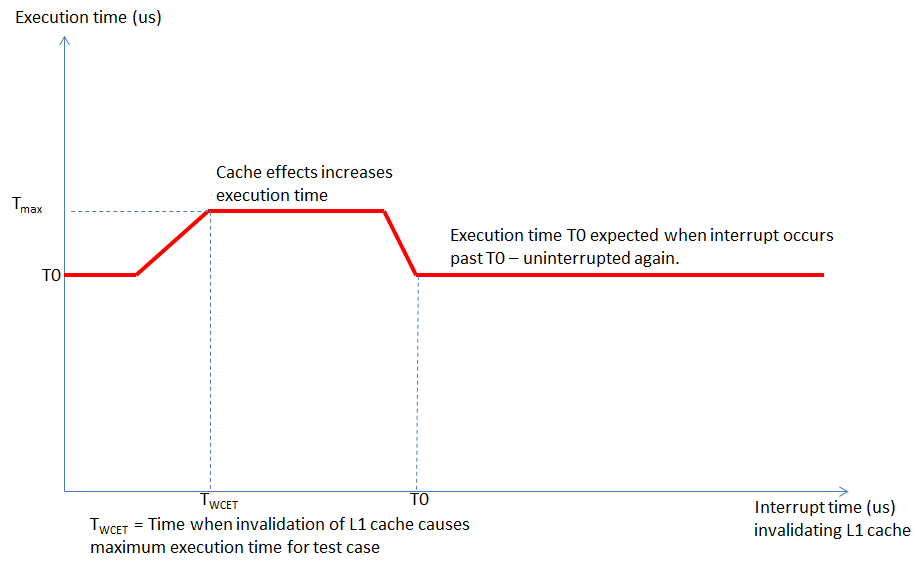 Execution time (us)
Cache effects increases
execution time
Tmax
Execution time T0 expected when interrupt occurs
past T0 – uninterrupted again.
T0
TWCET
T0
Interrupt time (us)
invalidating L1 cache
TWCET = Time when invalidation of L1 cache causes
maximum execution time for test case